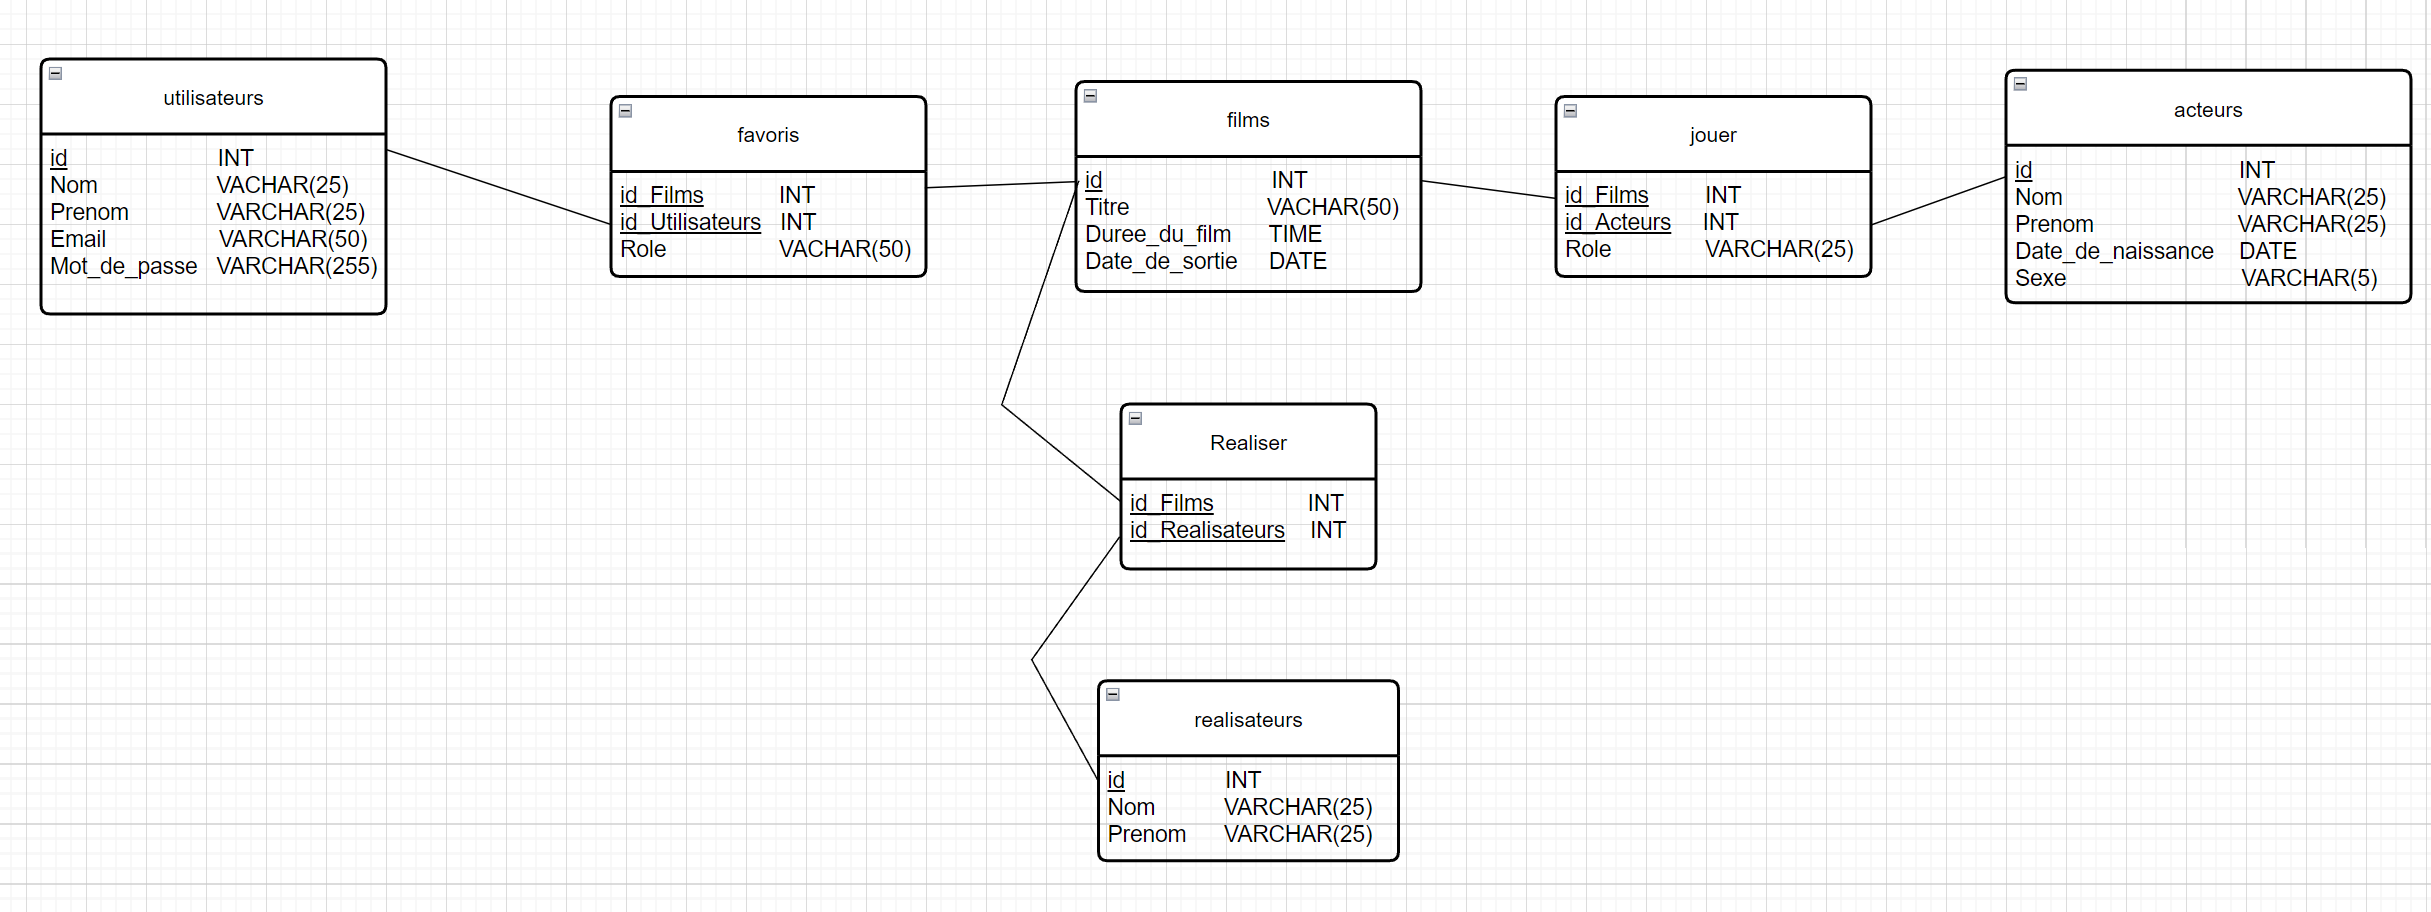 utilisateurs
id INT
Nom VACHAR(25)
Prenom VARCHAR(25)
Email VARCHAR(50)
Mot_de_passe VARCHAR(255)
favoris
id_Films INT
id_Utilisateurs INT
Role VACHAR(50)
films
id INT
Titre VACHAR(50)
Duree_du_film TIME
Date_de_sortie DATE
jouer
id_Films INT
id_Acteurs INT
Role VARCHAR(25)
acteurs
id INT
Nom VARCHAR(25)
Prenom VARCHAR(25)
Date_de_naissance DATE
Sexe VARCHAR(5)
Realiser
id_Films INT
id_Realisateurs INT
realisateurs
id INT
Nom VARCHAR(25)
Prenom VARCHAR(25)